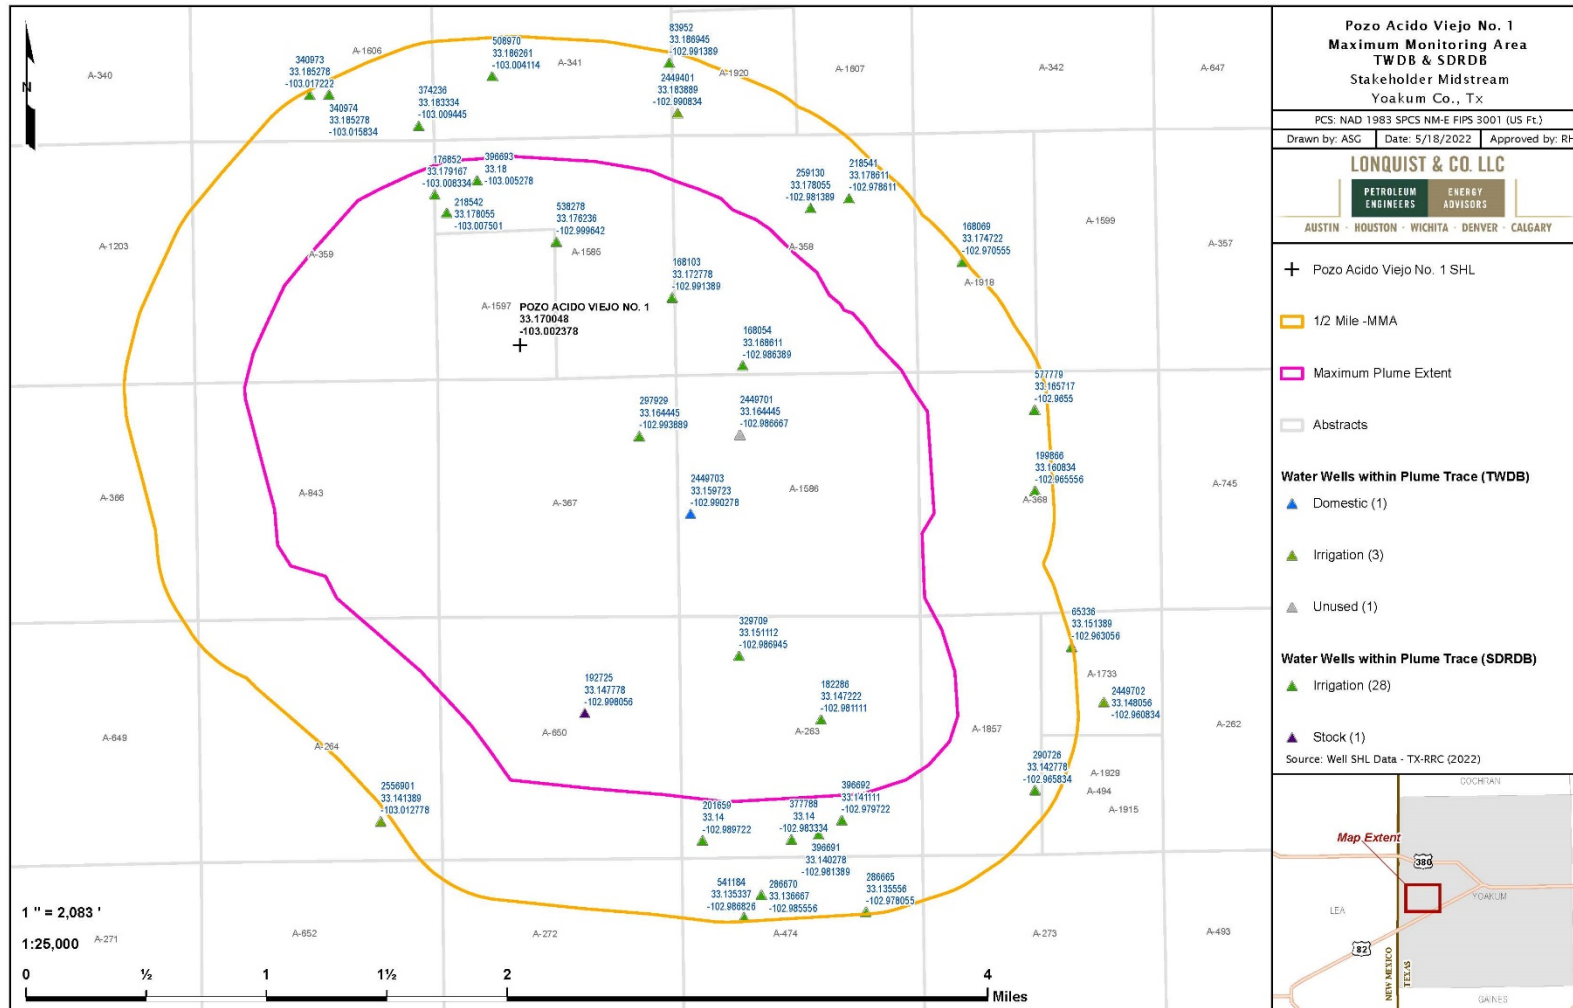 Pozo Acido Viejo No. 1
Maximum Monitoring Area
TWDB & SDRDB
Stakeholder Midstream
Yoakum Co., Tx
PCS: NAD 1983 SPCS NM-E FIPS 3001 (US Ft.)
Drawn by: ASG
Date: 5/18/2022
Approved by: RH
LONQUIST & CO. LLC
PETROLEUM
ENGINEERS
ENERGY
ADVISORS
AUSTIN · HOUSTON · WICHITA · DENVER · CALGARY
Pozo Acido Viejo No. 1 SHL
1/2 Mile -MMA
Maximum Plume Extent
Abstracts
Water Wells within Plume Trace (TWDB)
Domestic (1)
Irrigation (3)
Unused (1)
Water Wells within Plume Trace (SDRDB)
Irrigation (28)
Stock (1)
Source: Well SHL Data - TX-RRC (2022)
COCHRAN
Map Extent
380
LEA
YOAKUM
82
NEW MEXICO
TEXAS
GAINES
N
A-340
A-1606
A-341
A-1920
A-1607
A-342
A-647
340973
33.185278
-103.017222
340974
33.185278
-103.015834
374236
33.183334
-103.009445
508970
33.186261
-103.004114
83952
33.186945
-102.991389
2449401
33.183889
-102.990834
176852
33.179167
-103.008334
396693
33.18
-103.005278
218542
33.178055
-103.007501
538278
33.176236
-102.999642
A-1585
259130
33.178055
-102.981389
218541
33.178611
-102.978611
168069
33.174722
-102.970555
A-1203
A-359
A-358
A-1918
A-1599
A-357
168103
33.172778
-102.991389
A-1597
POZO ACIDO VIEJO NO. 1
33.170048
-103.002378
168054
33.168611
-102.986389
577779
33.165717
-102.9655
297929
33.164445
-102.993889
2449701
33.164445
-102.986667
2449703
33.159723
-102.990278
199866
33.160834
-102.965556
A-366
A-843
A-367
A-1586
A-368
A-745
329709
33.151112
-102.986945
65336
33.151389
-102.963056
192725
33.147778
-102.998056
182286
33.147222
-102.981111
A-1733
2449702
33.148056
-102.960834
A-649
A-264
A-650
A-263
A-1857
A-262
290726
33.142778
-102.965834
A-1929
A-494
A-1915
2556901
33.141389
-103.012778
201659
33.14
-102.989722
377788
33.14
-102.983334
396692
33.141111
-102.979722
396691
33.140278
-102.981389
541184
33.135337
-102.986826
286670
33.136667
-102.985556
286665
33.135556
-102.978055
A-271
A-652
A-272
A-474
A-273
A-493
1 " = 2,083 '
1:25,000
0
½
1
1½
2
4
Miles